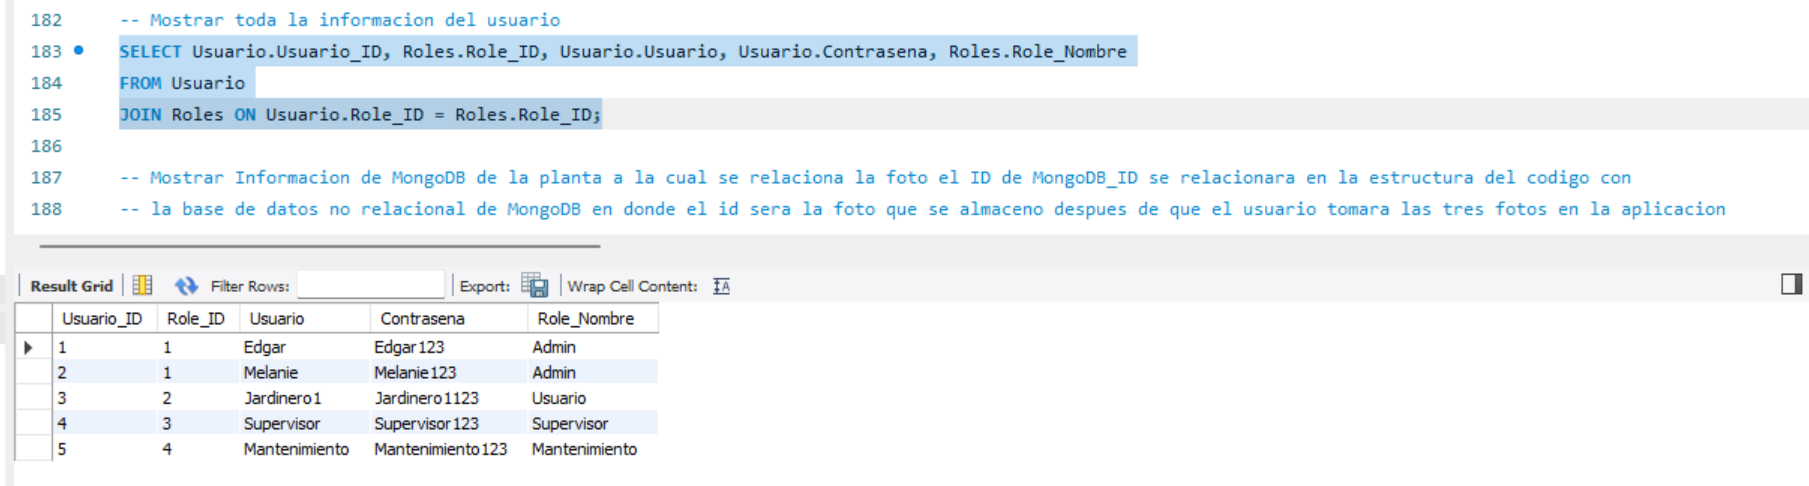 182 -- Mostrar toda la informacion del usuario
183 SELECT Usuario.Usuario_ID, Roles.Role_ID, Usuario.Usuario, Usuario.Contrasena, Roles.Role_Nombre
184 FROM Usuario
185 JOIN Roles ON Usuario.Role_ID = Roles.Role_ID;
186
187 -- Mostrar Informacion de MongoDB de la planta a la cual se relaciona la foto el ID de MongoDB_ID se relacionara en la estructura del codigo con
188 -- la base de datos no relacional de MongoDB en donde el id sera la foto que se almaceno despues de que el usuario tomara las tres fotos en la aplicacion
Result Grid Filter Rows: Export: Wrap Cell Content: IA
Usuario_ID Role_ID Usuario Contrasena Role_Nombre
1 1 Edgar Edgar123 Admin
2 1 Melanie Melanie123 Admin
3 2 Jardinero1 Jardinero1123 Usuario
4 3 Supervisor Supervisor123 Supervisor
5 4 Mantenimiento Mantenimiento123 Mantenimiento